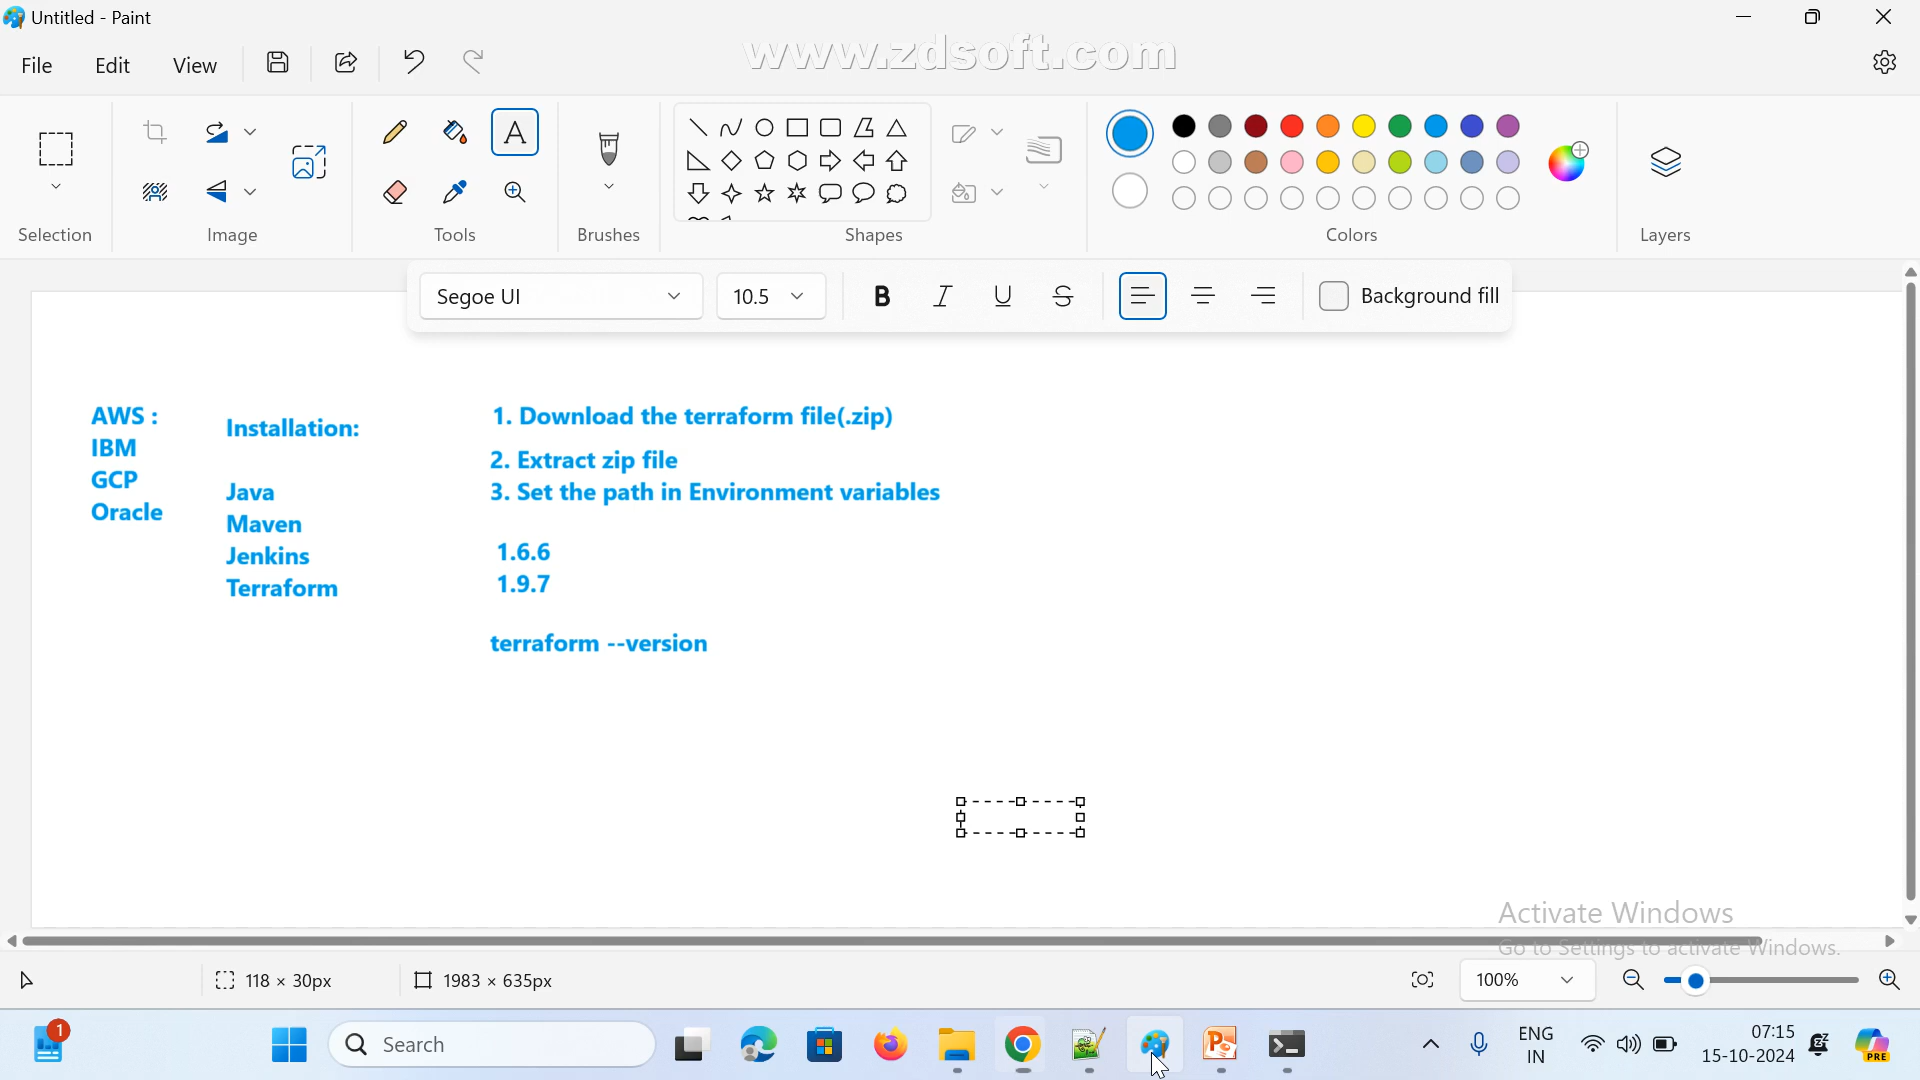 Untitled - Paint
www.zdsoft.com
File
Edit
View
Selection
Image
Tools
Brushes
Shapes
Colors
Layers
Segoe UI
10.5
B
Background fill
AWS :
IBM
GCP
Oracle
Installation:
Java
Maven
Jenkins
Terraform
1. Download the terraform file(.zip)
2. Extract zip file
3. Set the path in Environment variables
1.6.6
1.9.7
terraform --version
Activate Windows
Go to Settings to activate Windows.
118 × 30px
1983 × 635px
100%
1
Search
ENG
IN
07:15
15-10-2024
PRE